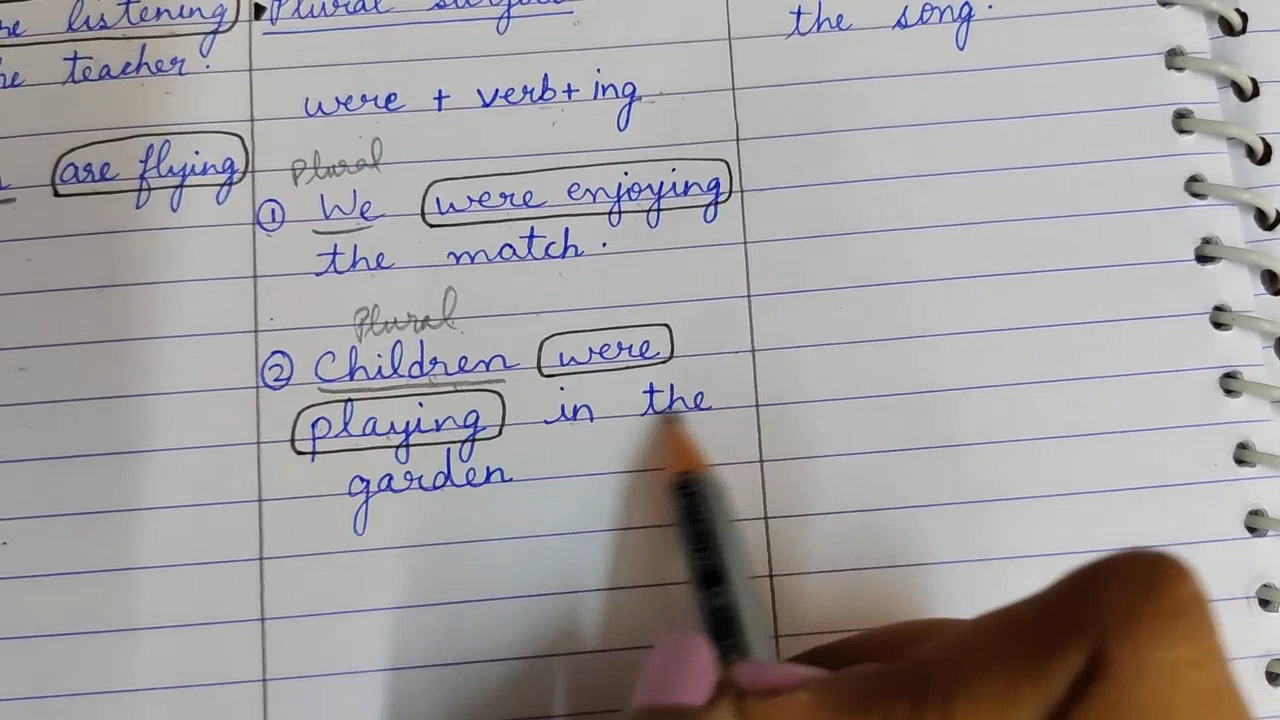 listening
teacher.
are flying
Plural
were + verb + ing
Plural
① We were enjoying
the match.
Plural
② Children were
playing in the
garden
the song.